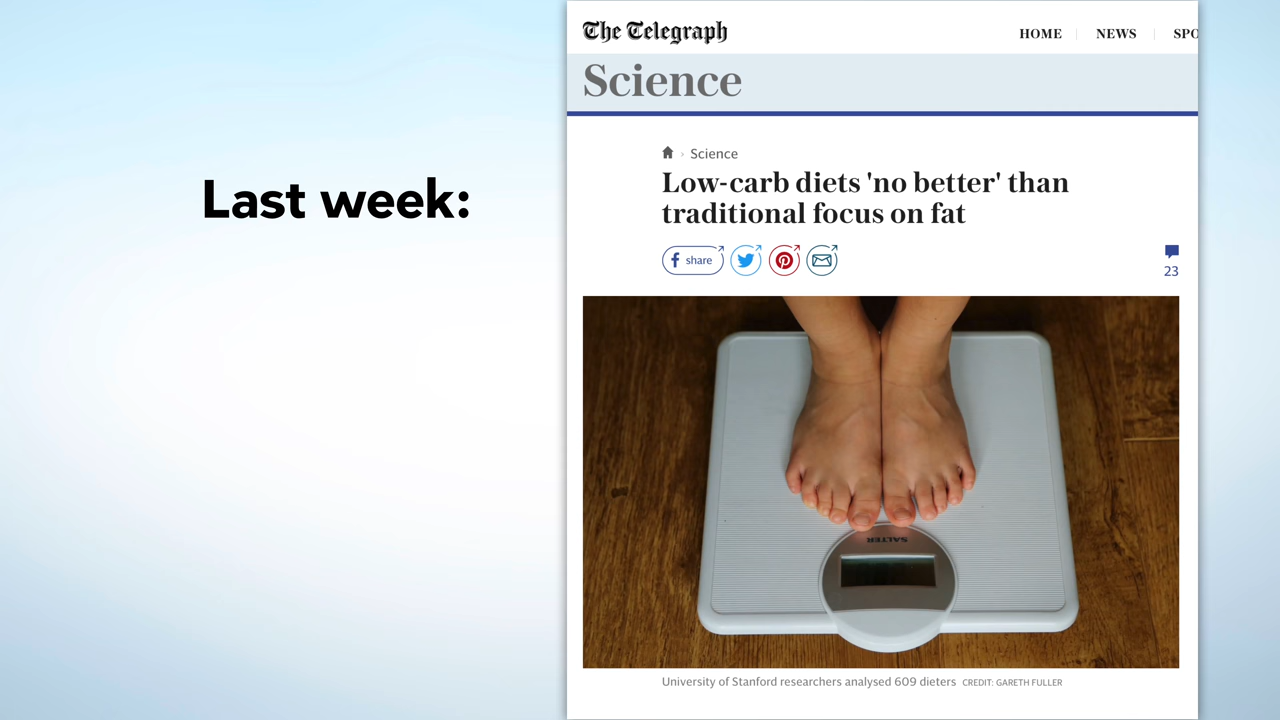 Last week:
The Telegraph
HOME
NEWS
SPO
Science
Science
Low-carb diets 'no better' than
traditional focus on fat
share
23
SALTER
University of Stanford researchers analysed 609 dieters CREDIT: GARETH FULLER